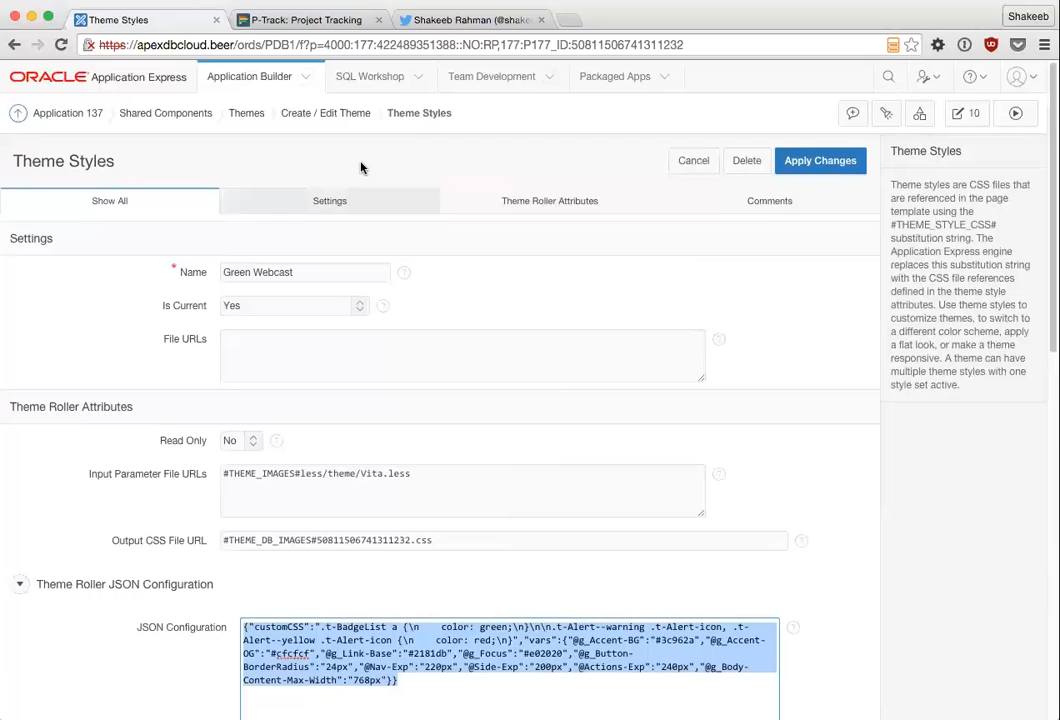 Theme Styles
P-Track: Project Tracking
Shakeeb Rahman (@shake
Shakeeb
https://apexdbcloud.beer/ords/PDB1/f?p=4000:177:422489351388::NO:RP,177:P177_ID:50811506741311232
ORACLE Application Express
Application Builder
SQL Workshop
Team Development
Packaged Apps
Application 137
Shared Components
Themes
Create / Edit Theme
Theme Styles
10
Theme Styles
Cancel
Delete
Apply Changes
Show All
Settings
Theme Roller Attributes
Comments
Settings
* Name
Green Webcast
?
Is Current
Yes
?
File URLs
?
Theme Roller Attributes
Read Only
No
?
Input Parameter File URLs
#THEME_IMAGES#less/theme/Vita.less
?
Output CSS File URL
#THEME_DB_IMAGES#50811506741311232.css
?
Theme Roller JSON Configuration
JSON Configuration
{"customCSS":".t-BadgeList a {\n    color: green;\n}\n\n.t-Alert--warning .t-Alert-icon, .t-
Alert--yellow .t-Alert-icon {\n    color: red;\n}","vars":{"@g_Accent-BG":"#3c962a","@g_Accent-
OG":"#cfcfcf","@g_Link-Base":"#2181db","@g_Focus":"#e02020","@g_Button-
BorderRadius":"24px","@Nav-Exp":"220px","@Side-Exp":"200px","@Actions-Exp":"240px","@g_Body-
Content-Max-Width":"768px"}}
?
Theme Styles
Theme styles are CSS files that
are referenced in the page
template using the
#THEME_STYLE_CSS#
substitution string. The
Application Express engine
replaces this substitution string
with the CSS file references
defined in the theme style
attributes. Use theme styles to
customize themes, to switch to
a different color scheme, apply
a flat look, or make a theme
responsive. A theme can have
multiple theme styles with one
style set active.